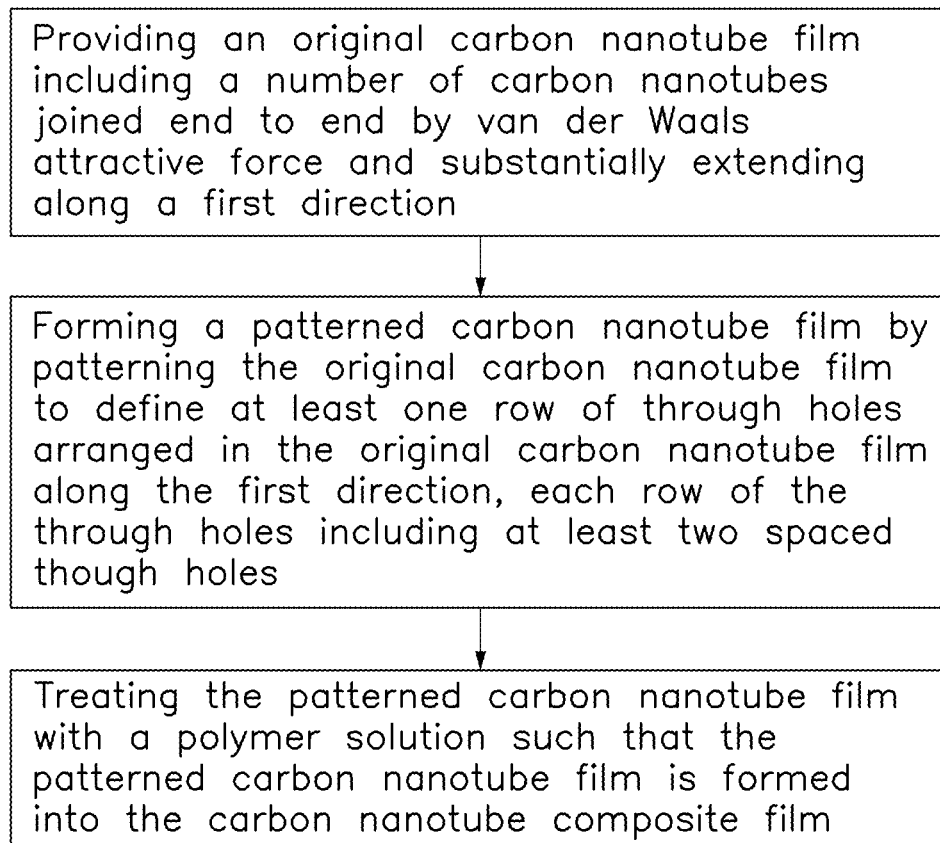 Providing an original carbon nanotube film
including a number of carbon nanotubes
joined end to end by van der Waals
attractive force and substantially extending
along a first direction
Forming a patterned carbon nanotube film by
patterning the original carbon nanotube film
to define at least one row of through holes
arranged in the original carbon nanotube film
along the first direction, each row of the
through holes including at least two spaced
though holes
Treating the patterned carbon nanotube film
with a polymer solution such that the
patterned carbon nanotube film is formed
into the carbon nanotube composite film